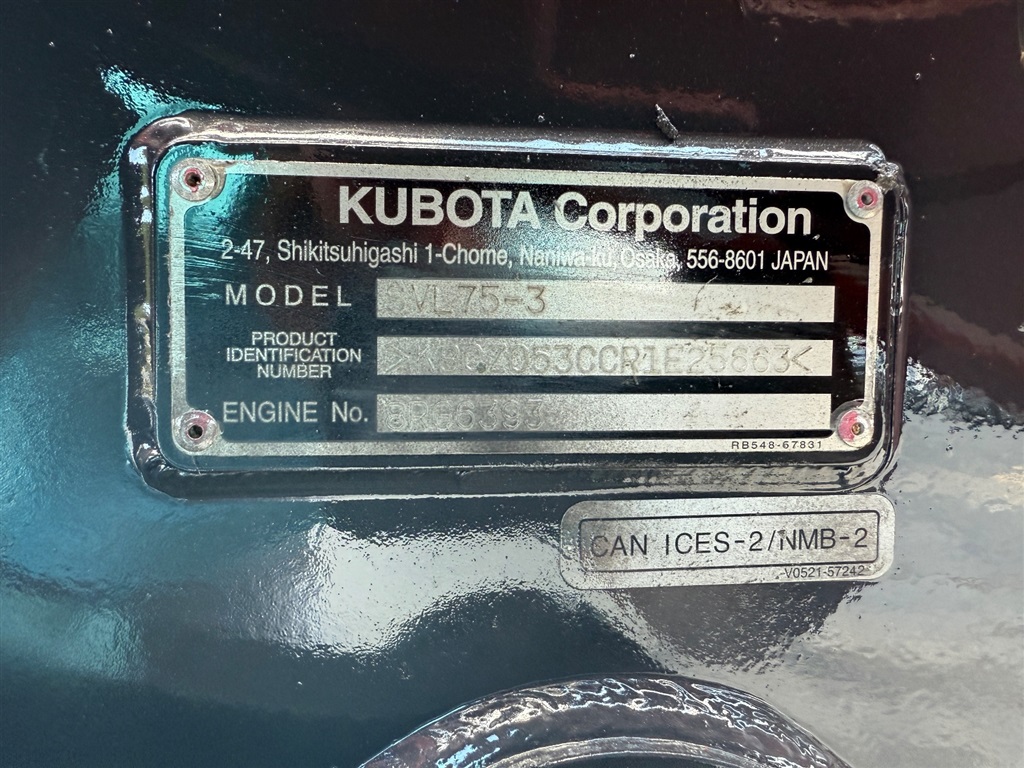 KUBOTA Corporation
2-47, Shikitsuhigashi 1-Chome, Naniwa-ku, Osaka, 556-8601 JAPAN
MODEL SVL75-3
PRODUCT
IDENTIFICATION
NUMBER
ENGINE No.
RB548-67831
CAN ICES-2/NMB-2
V0521-57242